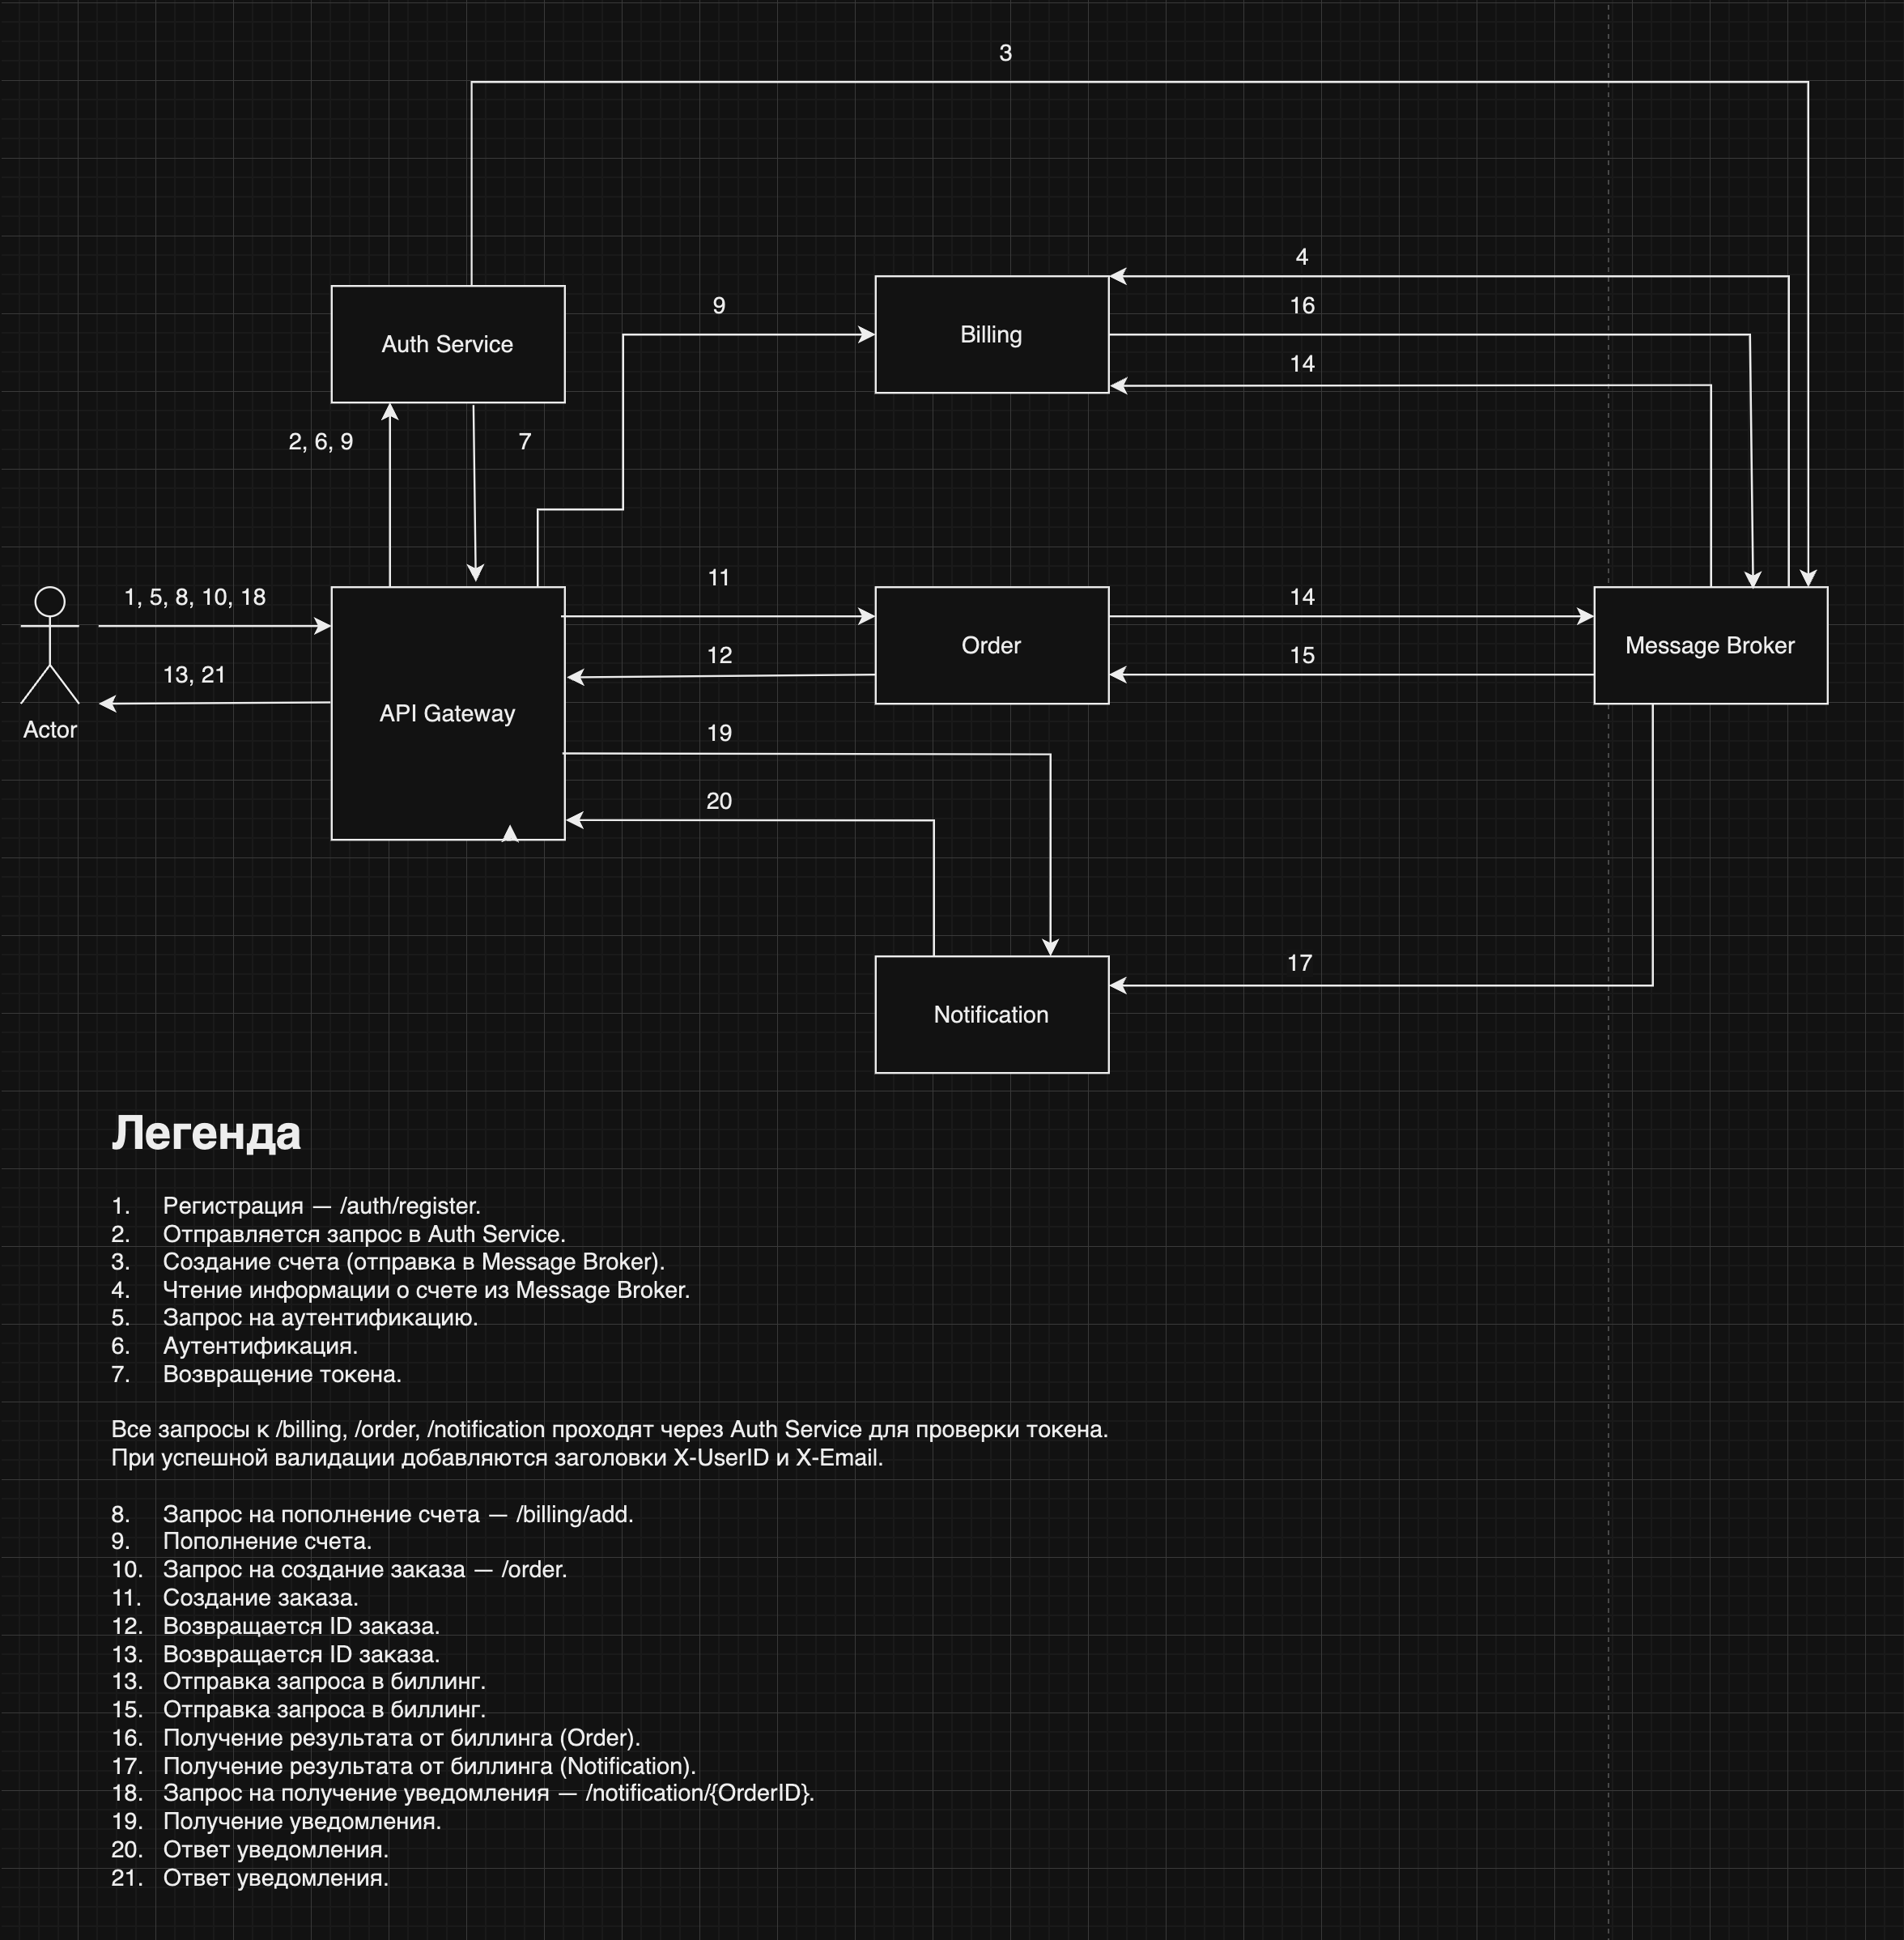 3
4
9
16
Billing
Auth Service
14
2, 6, 9
7
11
1, 5, 8, 10, 18
14
Order
Message Broker
12
15
13, 21
API Gateway
Actor
19
20
17
Notification
Легенда
1. Регистрация — /auth/register.
2. Отправляется запрос в Auth Service.
3. Создание счета (отправка в Message Broker).
4. Чтение информации о счете из Message Broker.
5. Запрос на аутентификацию.
6. Аутентификация.
7. Возвращение токена.
Все запросы к /billing, /order, /notification проходят через Auth Service для проверки токена.
При успешной валидации добавляются заголовки X-UserID и X-Email.
8. Запрос на пополнение счета — /billing/add.
9. Пополнение счета.
10. Запрос на создание заказа — /order.
11. Создание заказа.
12. Возвращается ID заказа.
13. Возвращается ID заказа.
13. Отправка запроса в биллинг.
15. Отправка запроса в биллинг.
16. Получение результата от биллинга (Order).
17. Получение результата от биллинга (Notification).
18. Запрос на получение уведомления — /notification/{OrderID}.
19. Получение уведомления.
20. Ответ уведомления.
21. Ответ уведомления.